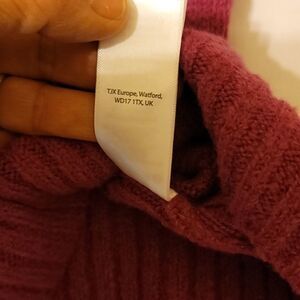 TJX Europe, Watford,
WD17 1TX, UK